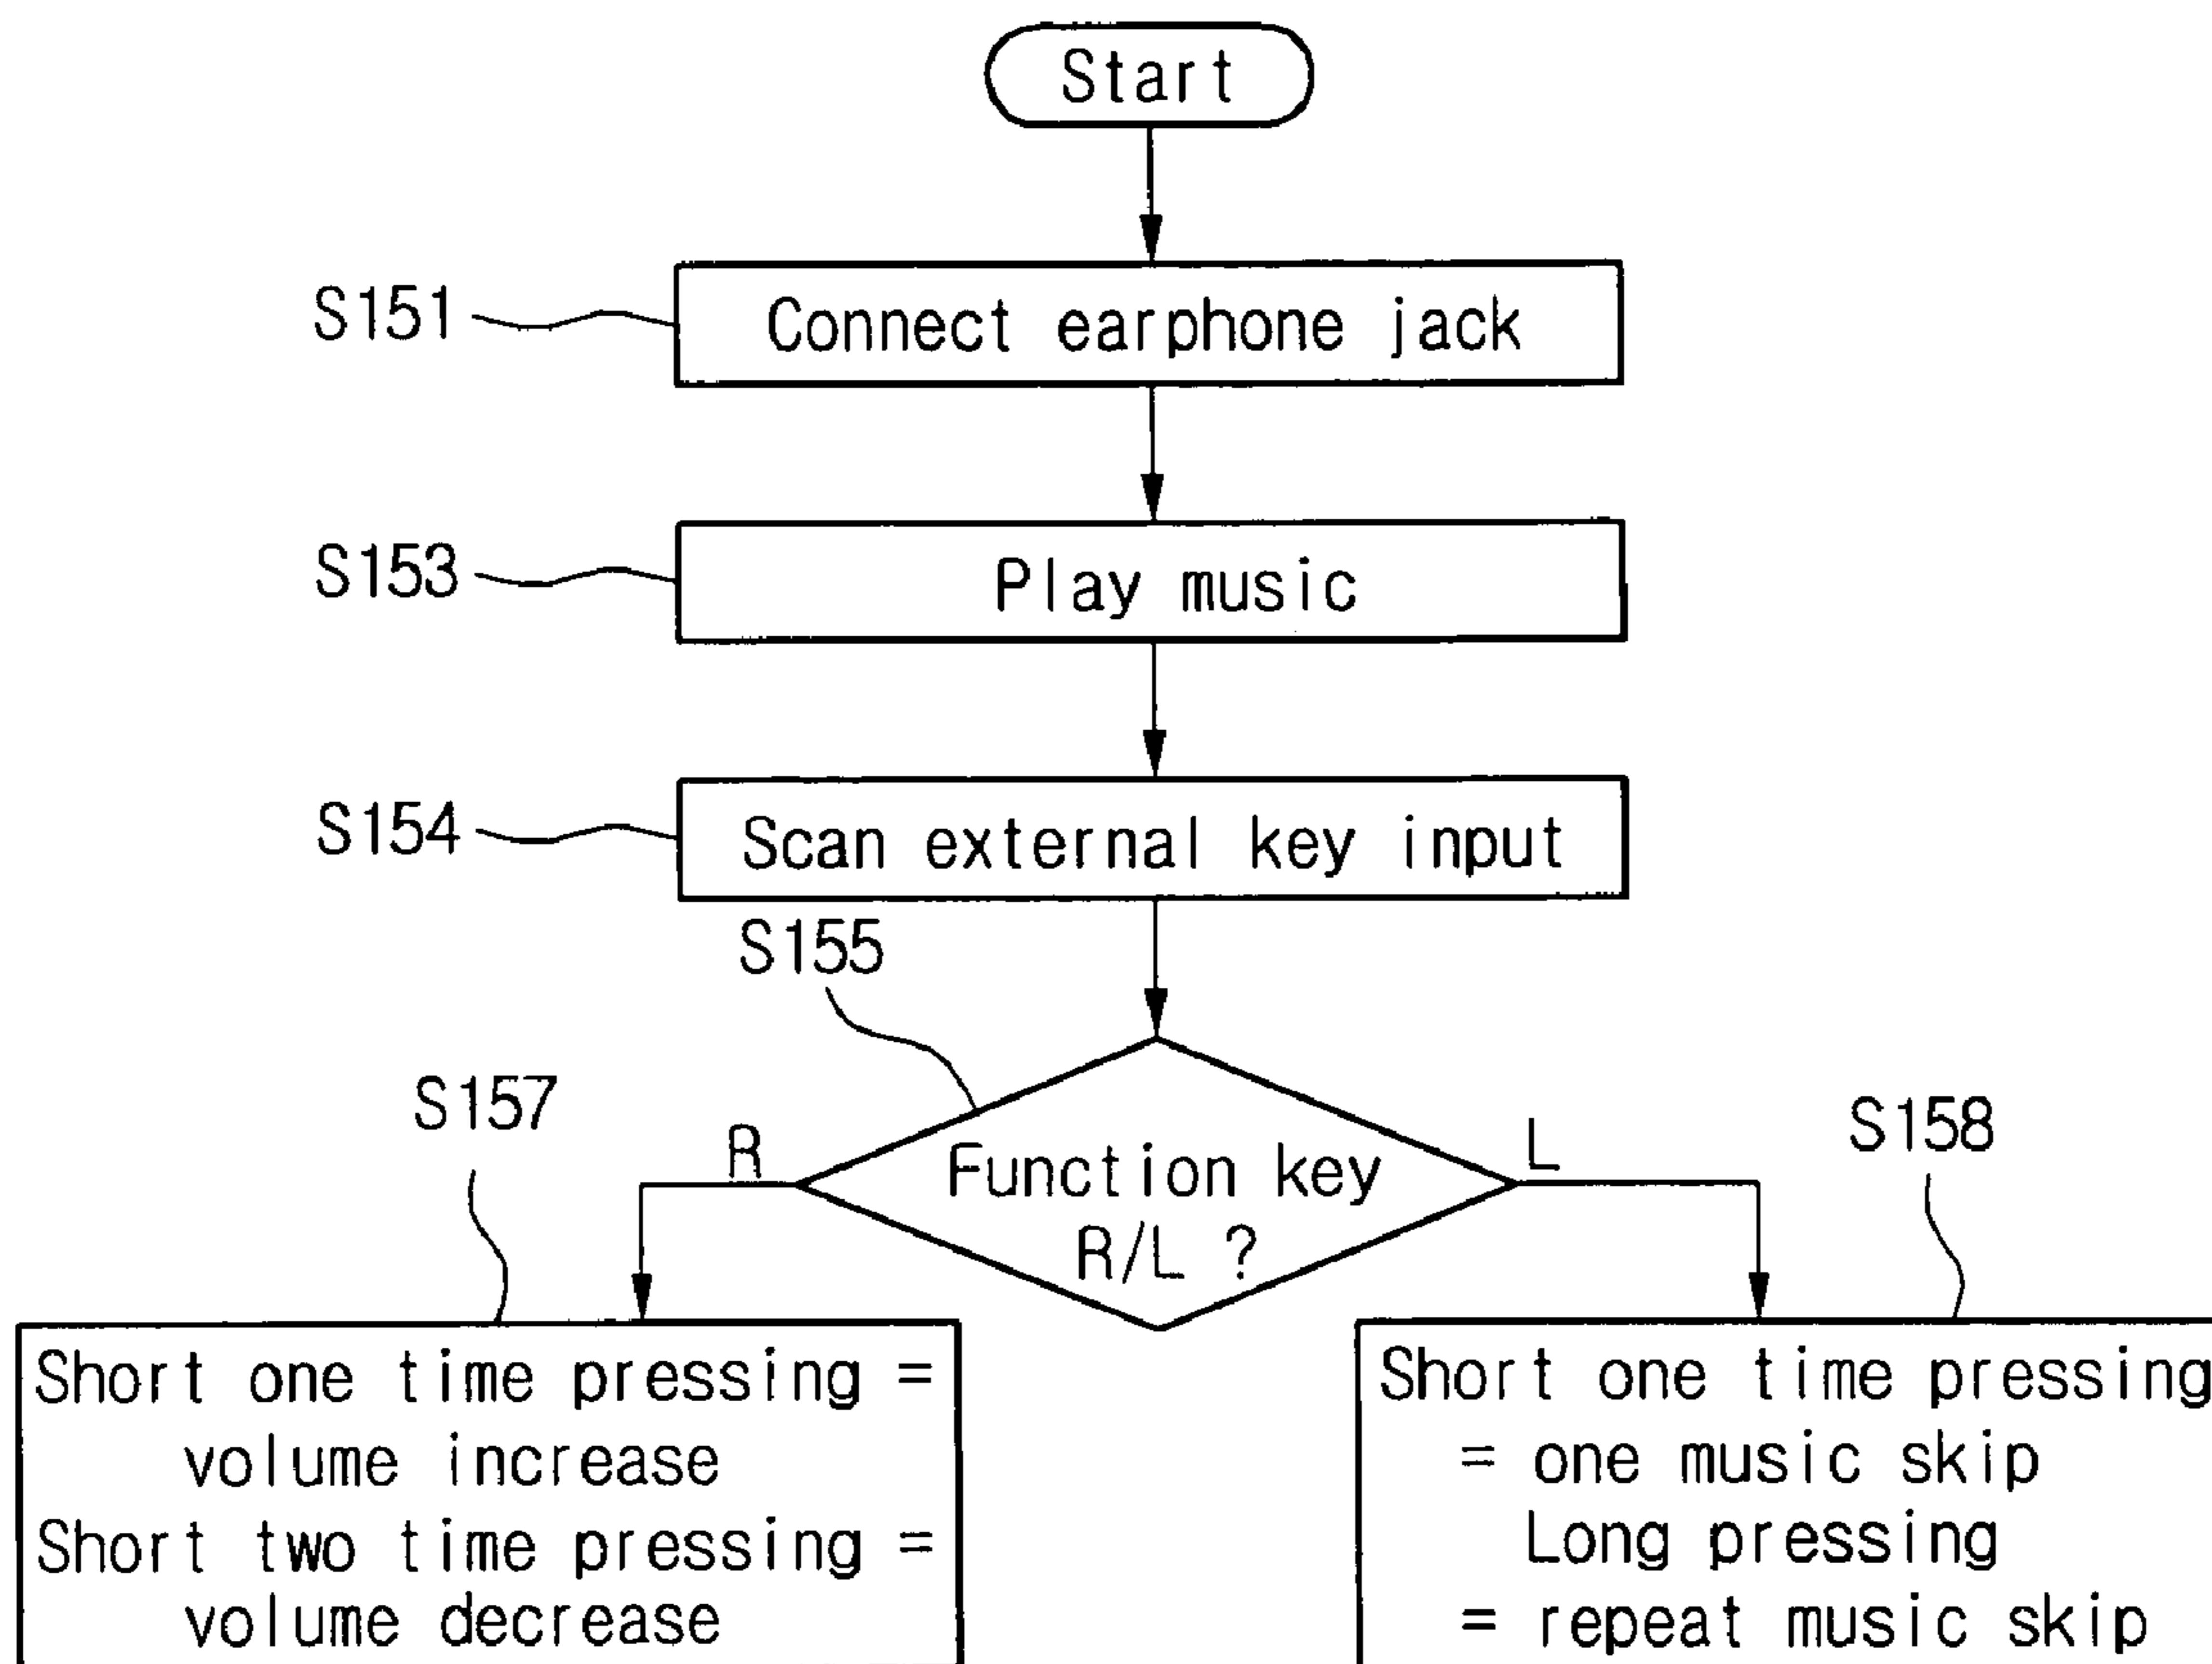 Start
S151
Connect earphone jack
S153
Play music
S154
Scan external key input
S155
S157
R
Function key
R/L ?
L
S158
Short one time pressing =
volume increase
Short two time pressing =
volume decrease
Short one time pressing
= one music skip
Long pressing
= repeat music skip